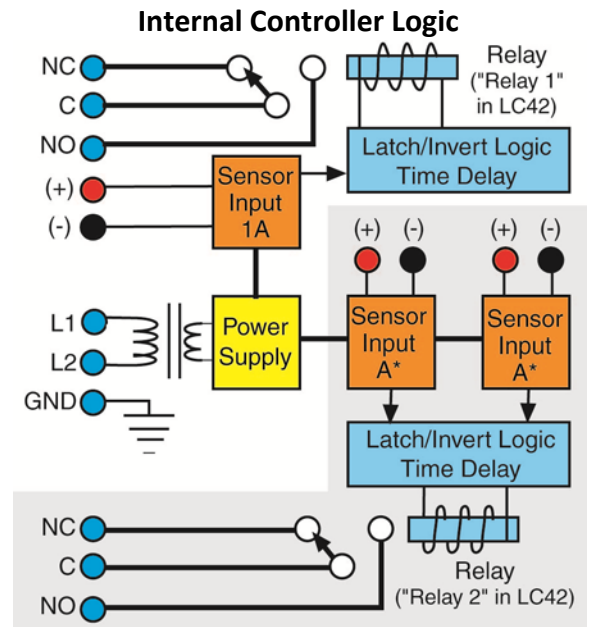 Internal Controller Logic
NC
C
NO
(+)
(-)
Relay
("Relay 1"
in LC42)
Latch/Invert Logic
Time Delay
Sensor
Input
1A
(+)
(-)
(+)
(-)
L1
L2
GND
Power
Supply
Sensor
Input
A*
Sensor
Input
A*
Latch/Invert Logic
Time Delay
NC
C
NO
Relay
("Relay 2" in LC42)